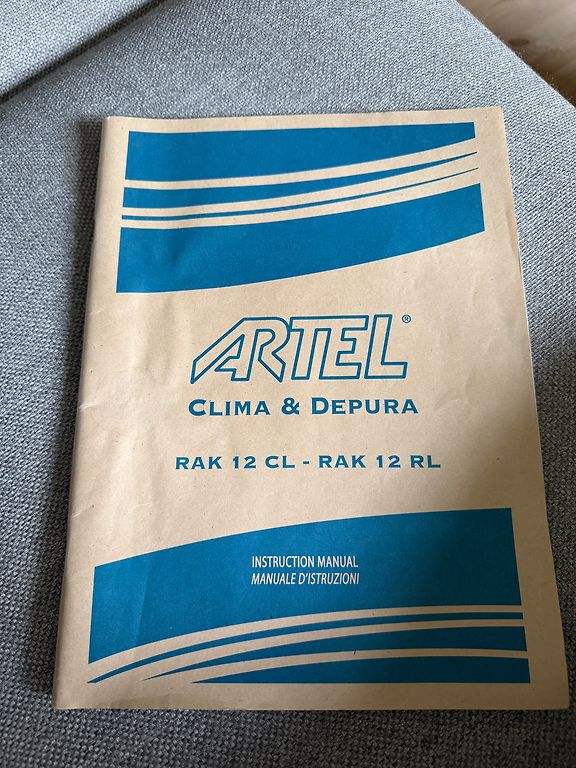 ARTEL®
CLIMA & DEPURA
RAK 12 CL - RAK 12 RL
INSTRUCTION MANUAL
MANUALE D'ISTRUZIONI